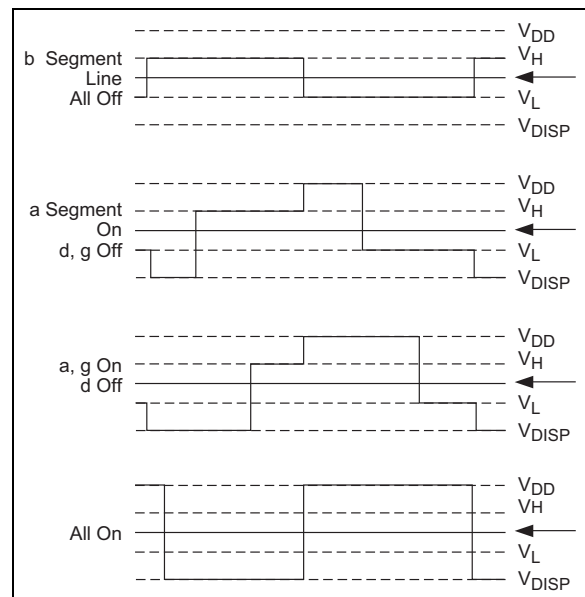 V_DD
b Segment V_H
Line
All Off V_L
V_DISP
V_DD
a Segment V_H
On
d, g Off V_L
V_DISP
V_DD
a, g On V_H
d Off
V_L
V_DISP
V_DD
V_H
All On
V_L
V_DISP